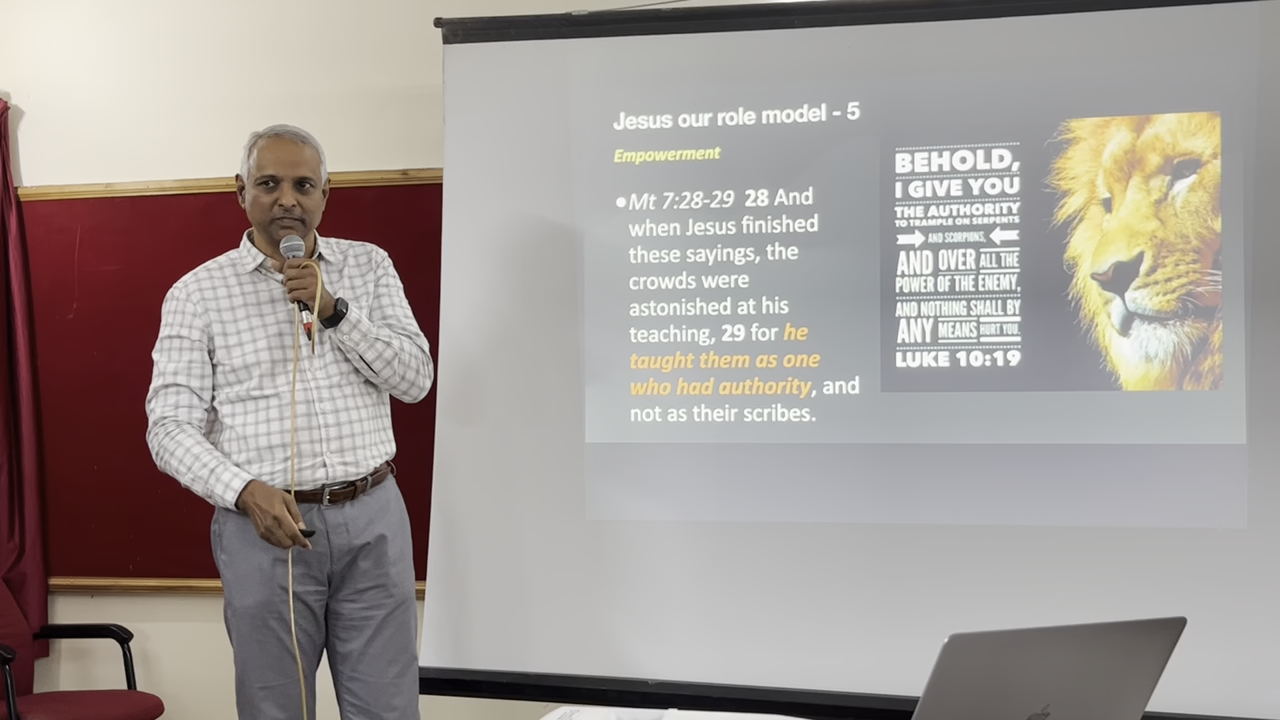 Jesus our role model - 5
Empowerment
•Mt 7:28-29 28 And
when Jesus finished
these sayings, the
crowds were
astonished at his
teaching, 29 for he
taught them as one
who had authority, and
not as their scribes.
BEHOLD,
I GIVE YOU
THE AUTHORITY
TO TRAMPLE ON SERPENTS
AND SCORPIONS,
AND OVER ALL THE
POWER OF THE ENEMY,
AND NOTHING SHALL BY
ANY MEANS HURT YOU.
LUKE 10:19